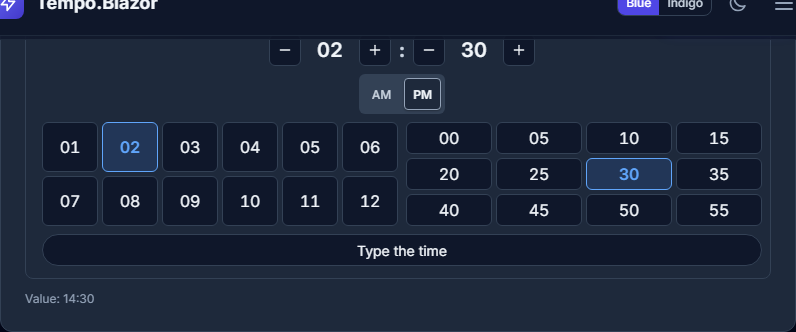 Tempo.Blazor
Blue Indigo
− 02 + : − 30 +
AM PM
01 02 03 04 05 06
07 08 09 10 11 12
00 05 10 15
20 25 30 35
40 45 50 55
Type the time
Value: 14:30